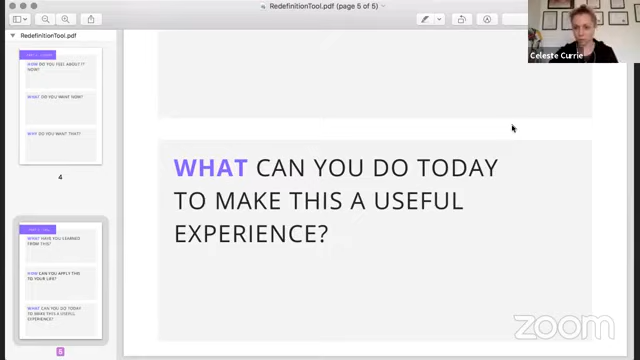 RedefinitionTool.pdf (page 5 of 5)
RedefinitionTool.pdf
Celeste Currie
HOW DO YOU FEEL ABOUT IT
NOW?
WHAT DO YOU WANT NOW?
WHY DO YOU WANT THAT?
4
WHAT HAVE YOU LEARNED
FROM THIS?
HOW CAN YOU APPLY THIS
TO YOUR LIFE?
WHAT CAN YOU DO TODAY
TO MAKE THIS A USEFUL
EXPERIENCE?
5
WHAT CAN YOU DO TODAY
TO MAKE THIS A USEFUL
EXPERIENCE?
zoom